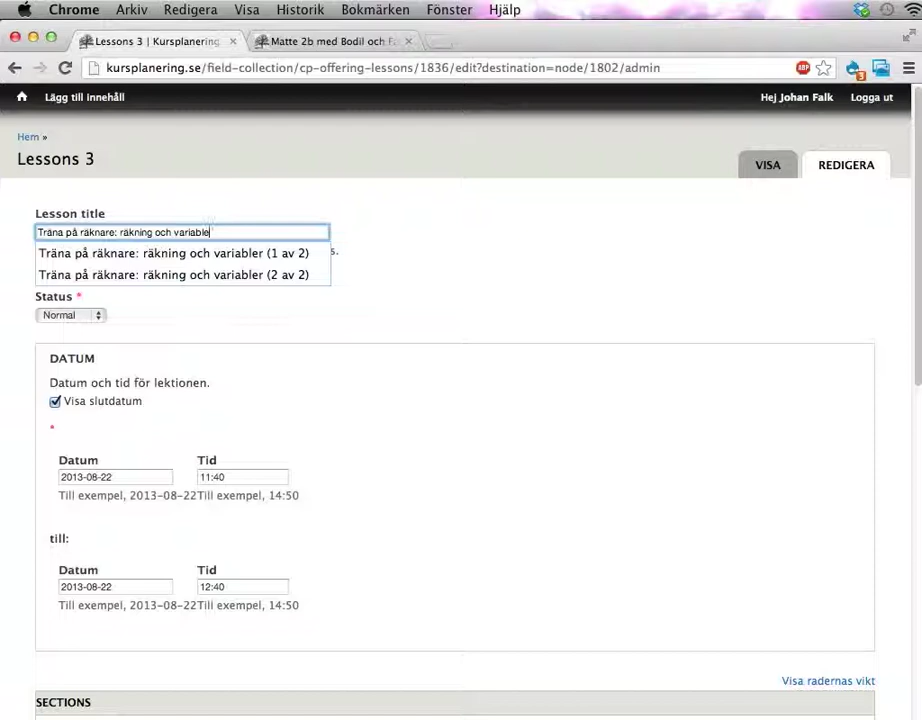 Chrome Arkiv Redigera Visa Historik Bokmärken Fönster Hjälp
Lessons 3 | Kursplanering Matte 2b med Bodil och Fa
kursplanering.se/field-collection/cp-offering-lessons/1836/edit?destination=node/1802/admin ABP 3
Lägg till innehåll Hej Johan Falk Logga ut
Hem »
Lessons 3 VISA REDIGERA
Lesson title
Träna på räknare: räkning och variable
Träna på räknare: räkning och variabler (1 av 2) s.
Träna på räknare: räkning och variabler (2 av 2)
Status *
Normal
DATUM
Datum och tid för lektionen.
Visa slutdatum
*
Datum Tid
2013-08-22 11:40
Till exempel, 2013-08-22Till exempel, 14:50
till:
Datum Tid
2013-08-22 12:40
Till exempel, 2013-08-22Till exempel, 14:50
Visa radernas vikt
SECTIONS